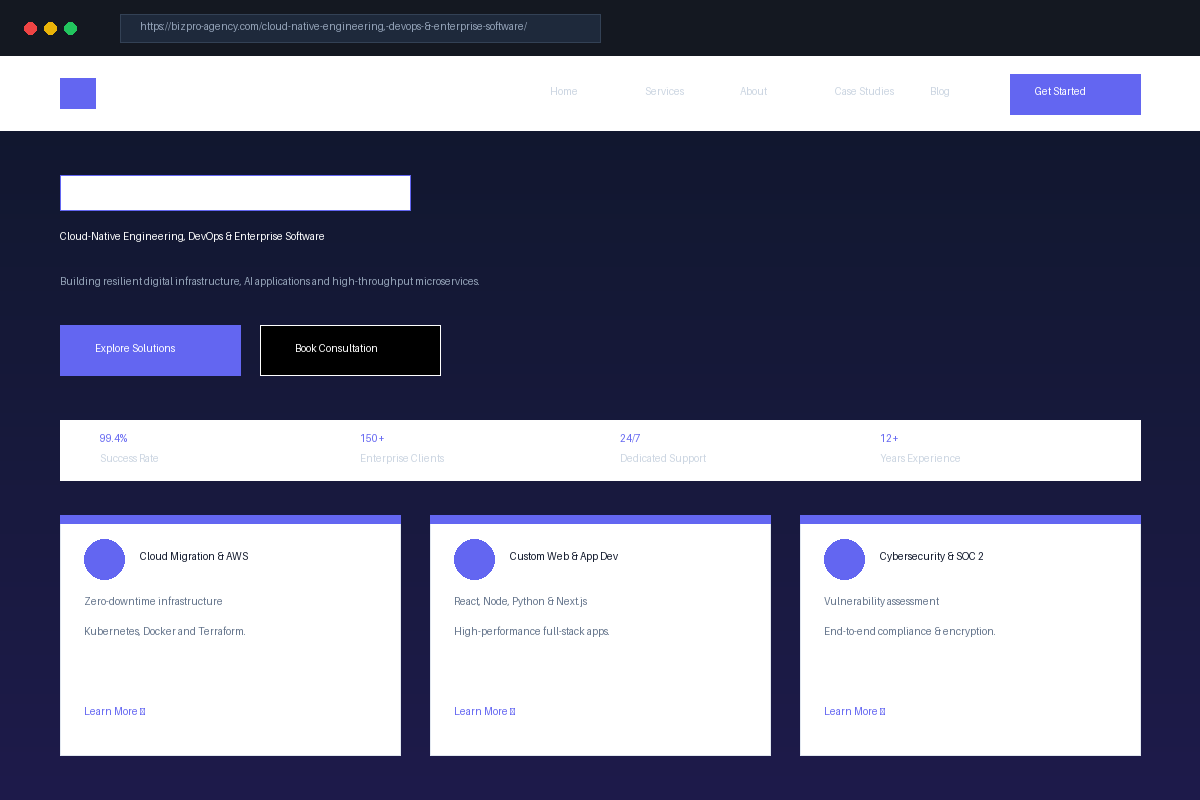 https://bizpro-agency.com/cloud-native-engineering,-devops-&-enterprise-software/
Home Services About Case Studies Blog Get Started
Cloud-Native Engineering, DevOps & Enterprise Software
Building resilient digital infrastructure, AI applications and high-throughput microservices.
Explore Solutions Book Consultation
99.4% 150+ 24/7 12+
Success Rate Enterprise Clients Dedicated Support Years Experience
Cloud Migration & AWS
Zero-downtime infrastructure
Kubernetes, Docker and Terraform.
Learn More
Custom Web & App Dev
React, Node, Python & Next.js
High-performance full-stack apps.
Learn More
Cybersecurity & SOC 2
Vulnerability assessment
End-to-end compliance & encryption.
Learn More